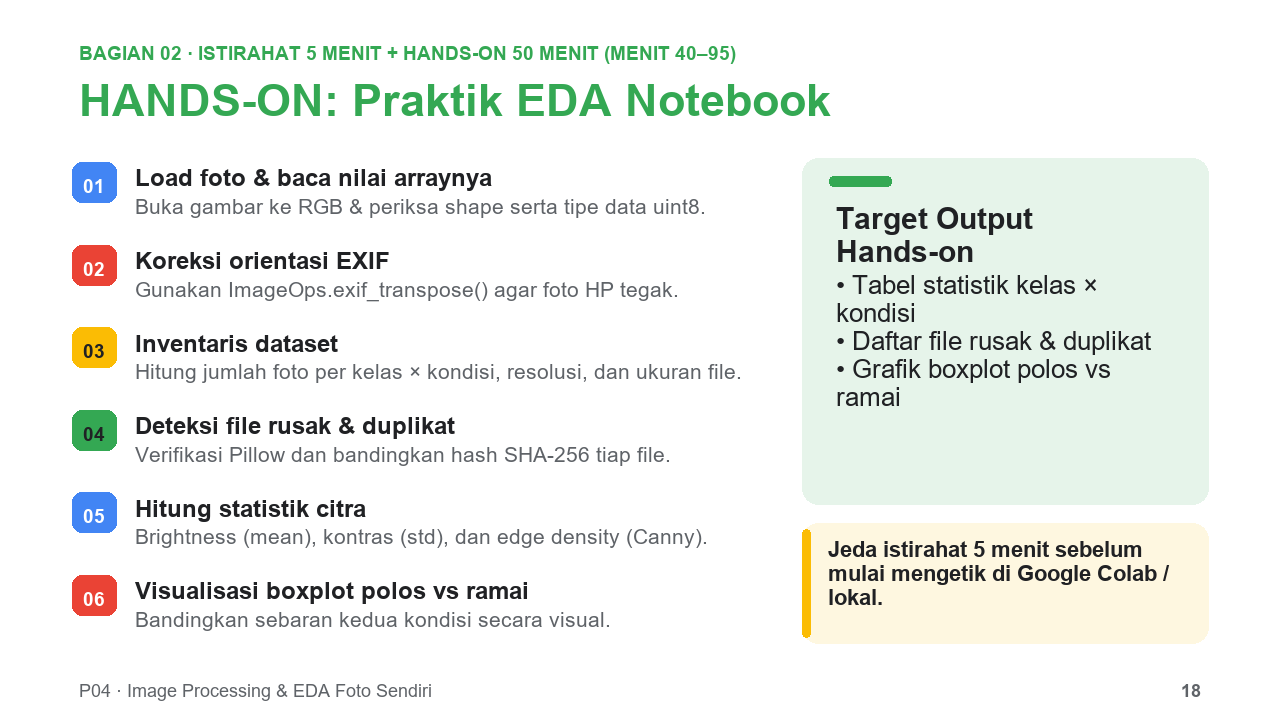 BAGIAN 02 · ISTIRAHAT 5 MENIT + HANDS-ON 50 MENIT (MENIT 40–95)
HANDS-ON: Praktik EDA Notebook
01
Load foto & baca nilai arraynya
Buka gambar ke RGB & periksa shape serta tipe data uint8.
02
Koreksi orientasi EXIF
Gunakan ImageOps.exif_transpose() agar foto HP tegak.
03
Inventaris dataset
Hitung jumlah foto per kelas × kondisi, resolusi, dan ukuran file.
04
Deteksi file rusak & duplikat
Verifikasi Pillow dan bandingkan hash SHA-256 tiap file.
05
Hitung statistik citra
Brightness (mean), kontras (std), dan edge density (Canny).
06
Visualisasi boxplot polos vs ramai
Bandingkan sebaran kedua kondisi secara visual.
Target Output
Hands-on
• Tabel statistik kelas ×
kondisi
• Daftar file rusak & duplikat
• Grafik boxplot polos vs
ramai
Jeda istirahat 5 menit sebelum
mulai mengetik di Google Colab /
lokal.
P04 · Image Processing & EDA Foto Sendiri
18